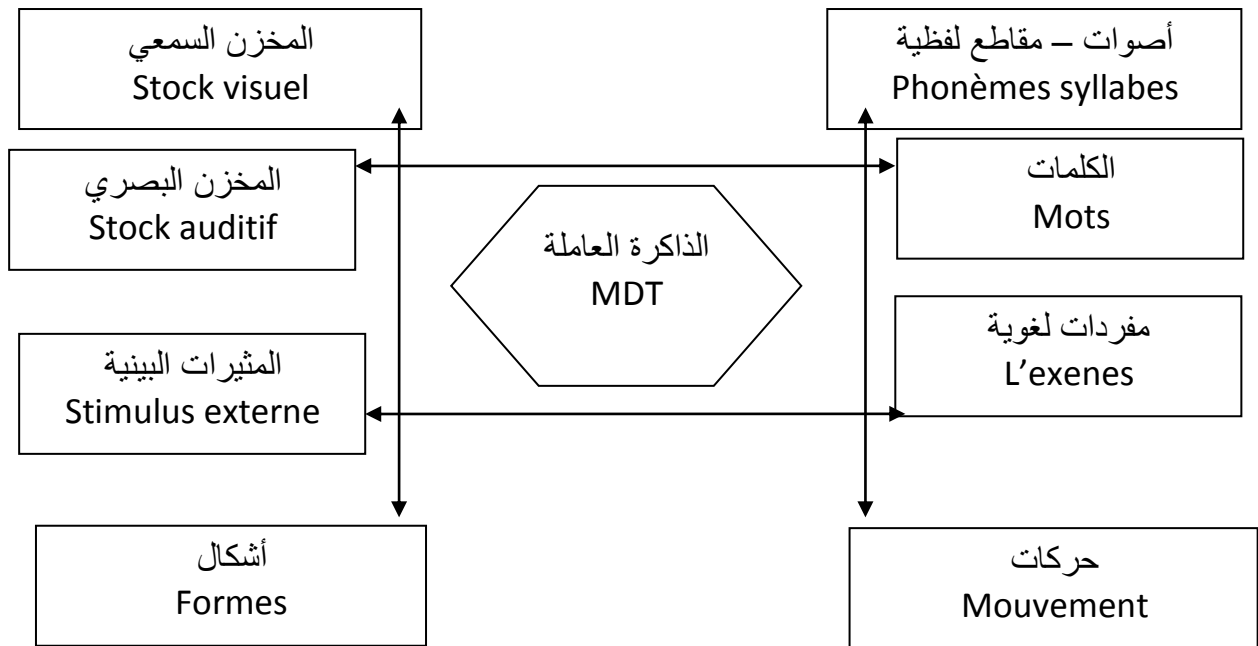 المخزن السمعي
Stock visuel
أصوات – مقاطع لفظية
Phonèmes syllabes
المخزن البصري
Stock auditif
الكلمات
Mots
الذاكرة العاملة
MDT
المثيرات البينية
Stimulus externe
مفردات لغوية
L’exenes
أشكال
Formes
حركات
Mouvement